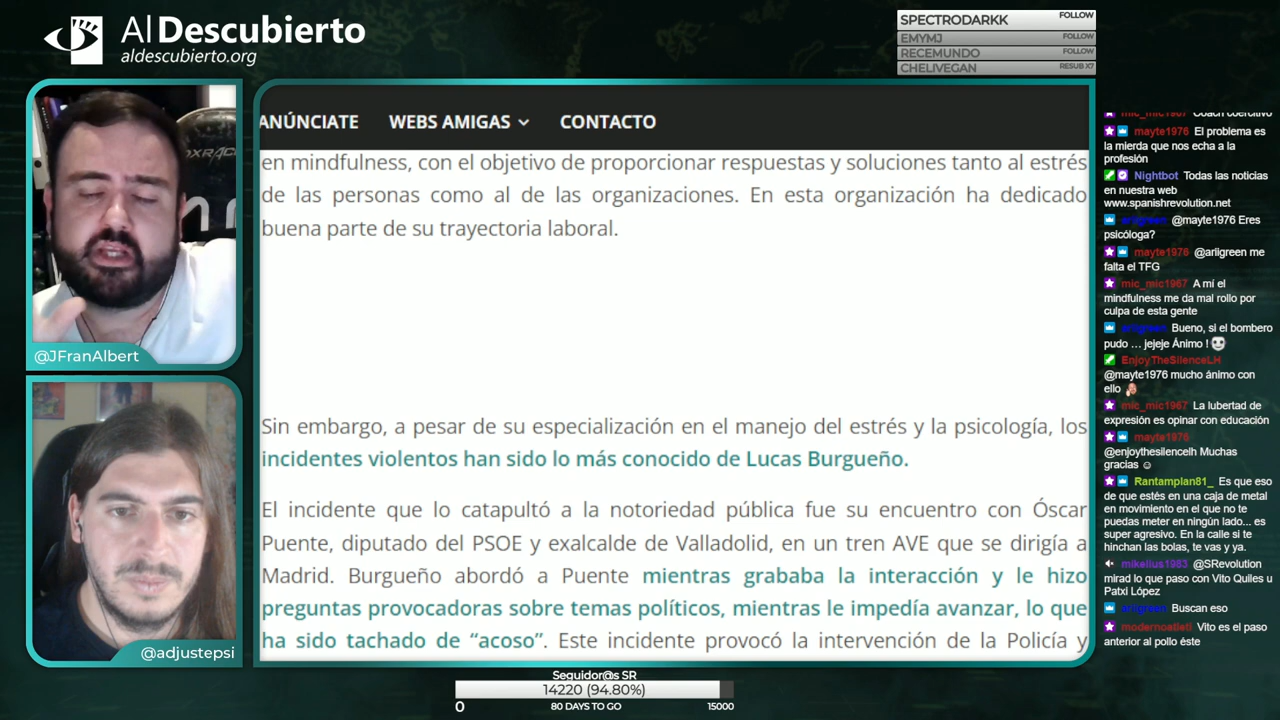 Al Descubierto
aldescubierto.org
SPECTRODARKK FOLLOW
EMYMJ FOLLOW
RECEMUNDO FOLLOW
CHELIVEGAN RESUB X7
ANÚNCIATE WEBS AMIGAS CONTACTO
en mindfulness, con el objetivo de proporcionar respuestas y soluciones tanto al estrés
de las personas como al de las organizaciones. En esta organización ha dedicado
buena parte de su trayectoria laboral.
Sin embargo, a pesar de su especialización en el manejo del estrés y la psicología, los
incidentes violentos han sido lo más conocido de Lucas Burgueño.
El incidente que lo catapultó a la notoriedad pública fue su encuentro con Óscar
Puente, diputado del PSOE y exalcalde de Valladolid, en un tren AVE que se dirigía a
Madrid. Burgueño abordó a Puente mientras grababa la interacción y le hizo
preguntas provocadoras sobre temas políticos, mientras le impedía avanzar, lo que
ha sido tachado de “acoso”. Este incidente provocó la intervención de la Policía y
@JFranAlbert
@adjustepsi
mic_mic1967 Coach coercitivo
mayte1976 El problema es
la mierda que nos echa a la
profesión
Nightbot Todas las noticias
en nuestra web
www.spanishrevolution.net
arligreen @mayte1976 Eres
psicóloga?
mayte1976 @arligreen me
falta el TFG
mic_mic1967 A mí el
mindfulness me da mal rollo por
culpa de esta gente
arligreen Bueno, si el bombero
pudo ... jejeje Ánimo !
EnjoyTheSilenceLH
@mayte1976 mucho ánimo con
ello
mic_mic1967 La lubertad de
expresión es opinar con educación
mayte1976
@enjoythesilencelh Muchas
gracias ☺
Rantamplan81_ Es que eso
de que estés en una caja de metal
en movimiento en el que no te
puedas meter en ningún lado... es
super agresivo. En la calle si te
hinchan las bolas, te vas y ya.
mikelius1983 @SRevolution
mirad lo que paso con Vito Quiles u
Patxi López
arligreen Buscan eso
modernoatleti Vito es el paso
anterior al pollo éste
Seguidor@s SR
14220 (94.80%)
0 80 DAYS TO GO 15000